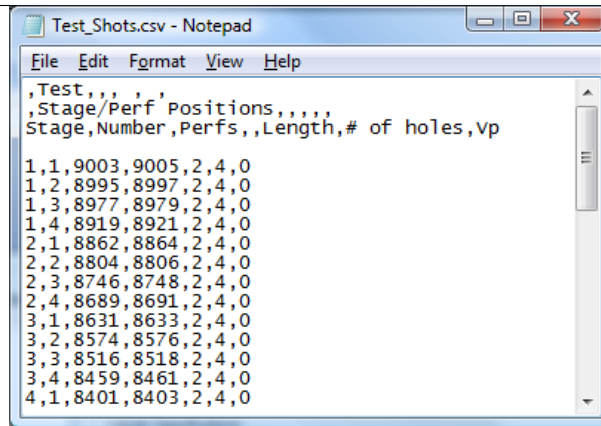 Test_Shots.csv - Notepad
File Edit Format View Help
,Test,,, , ,
,Stage/Perf Positions,,,,,
Stage,Number,Perfs,,Length,# of holes,Vp
1,1,9003,9005,2,4,0
1,2,8995,8997,2,4,0
1,3,8977,8979,2,4,0
1,4,8919,8921,2,4,0
2,1,8862,8864,2,4,0
2,2,8804,8806,2,4,0
2,3,8746,8748,2,4,0
2,4,8689,8691,2,4,0
3,1,8631,8633,2,4,0
3,2,8574,8576,2,4,0
3,3,8516,8518,2,4,0
3,4,8459,8461,2,4,0
4,1,8401,8403,2,4,0